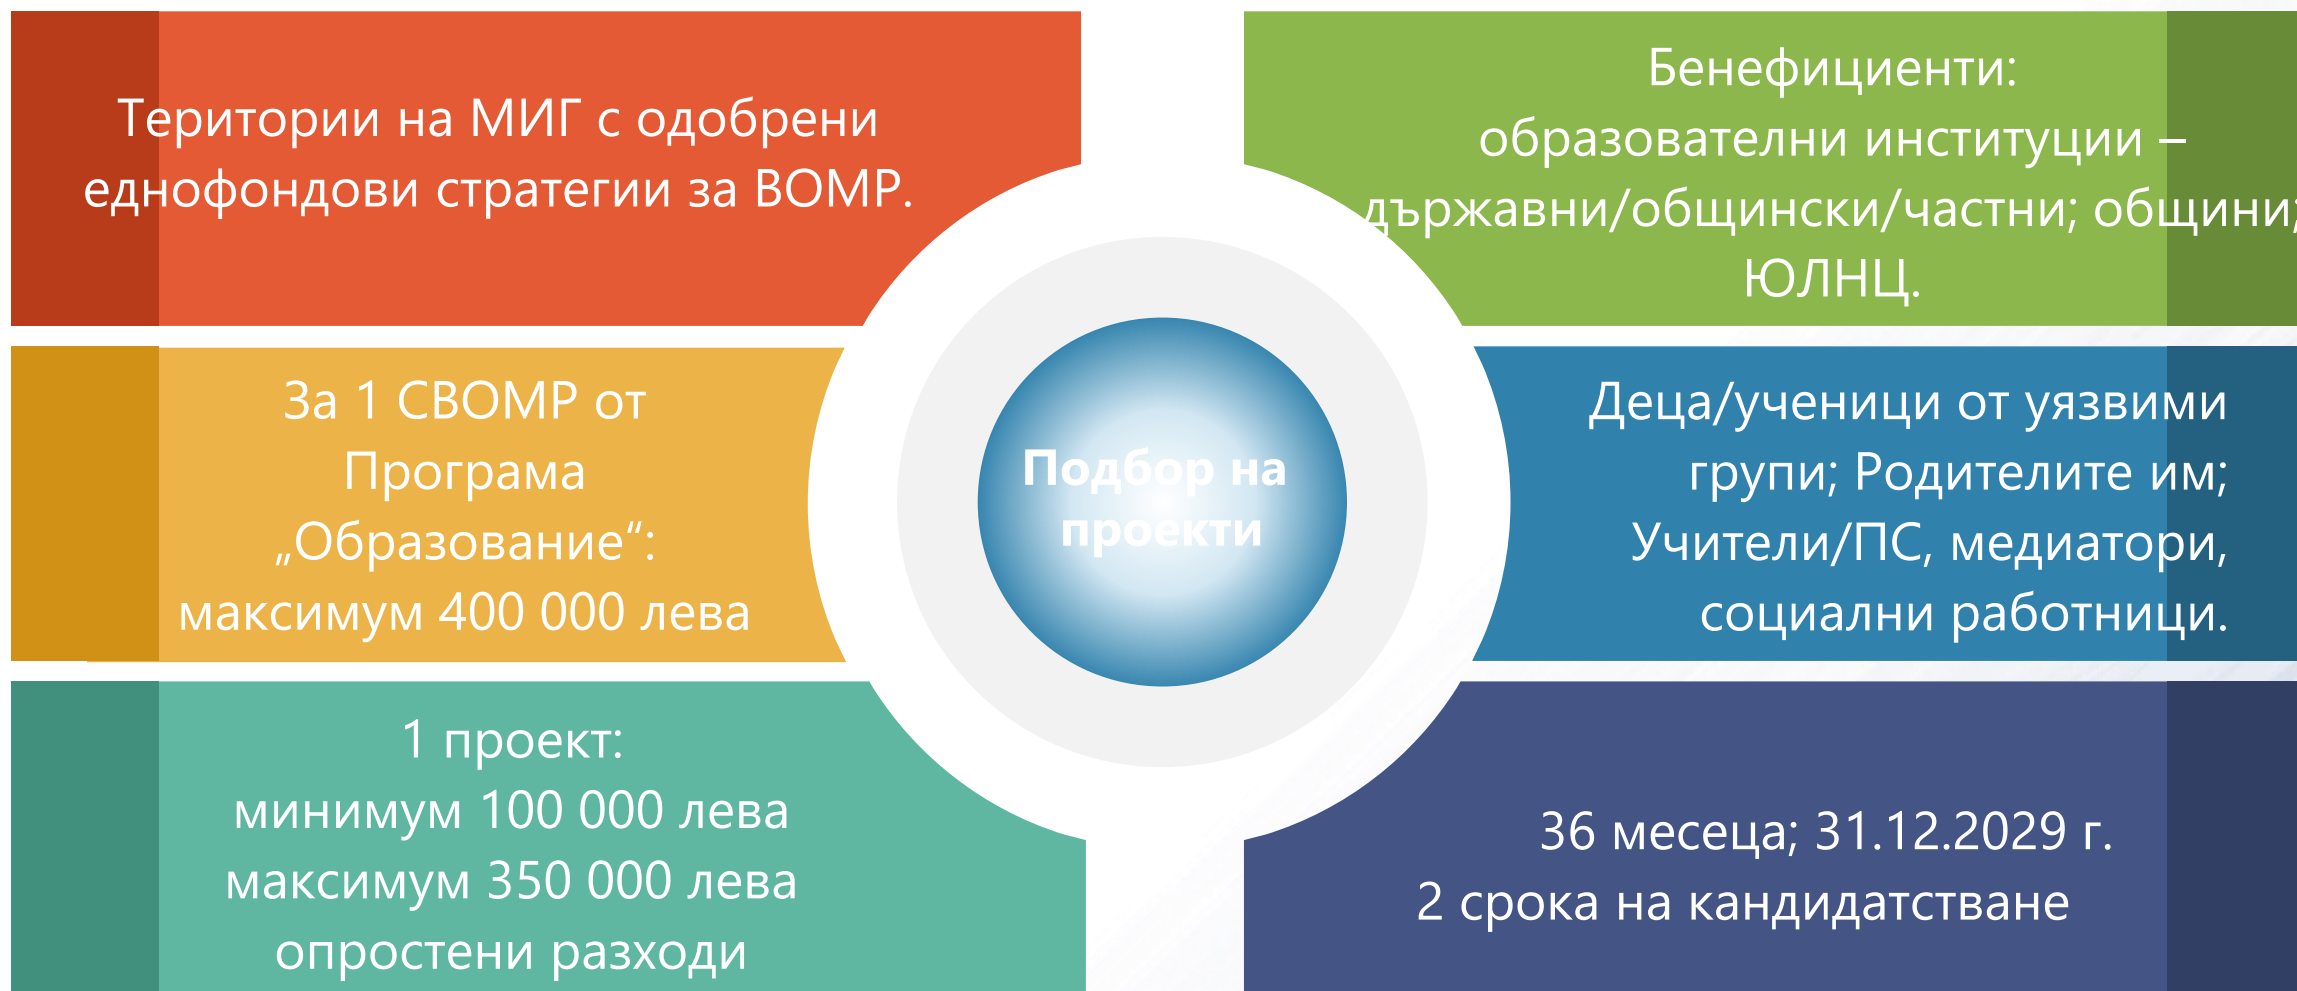 Територии на МИГ с одобрени
еднофондови стратегии за ВОМР.
За 1 СВОМР от
Програма
„Образование“:
максимум 400 000 лева
1 проект:
минимум 100 000 лева
максимум 350 000 лева
опростени разходи
Подбор на
проекти
Бенефициенти:
образователни институции –
държавни/общински/частни; общини;
ЮЛНЦ.
Деца/ученици от уязвими
групи; Родителите им;
Учители/ПС, медиатори,
социални работници.
36 месеца; 31.12.2029 г.
2 срока на кандидатстване